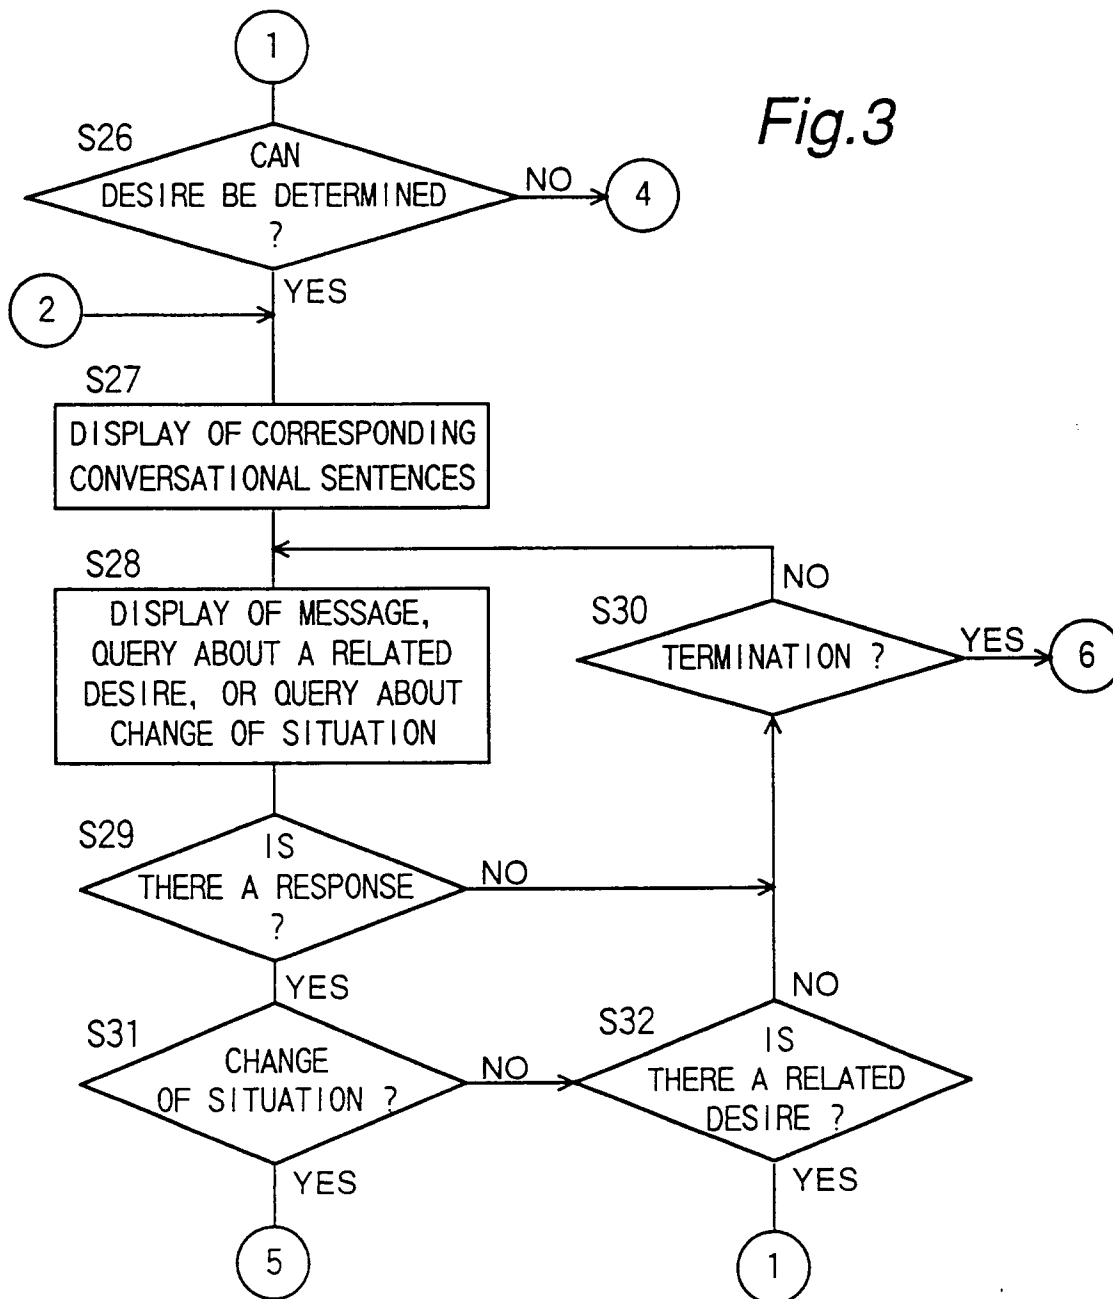 1
Fig.3
S26
CAN
DESIRE BE DETERMINED
?
NO
4
YES
2
S27
DISPLAY OF CORRESPONDING
CONVERSATIONAL SENTENCES
S28
DISPLAY OF MESSAGE,
QUERY ABOUT A RELATED
DESIRE, OR QUERY ABOUT
CHANGE OF SITUATION
NO
S30
TERMINATION ?
YES
6
S29
IS
THERE A RESPONSE
?
NO
YES
S31
CHANGE
OF SITUATION ?
NO
YES
5
NO
S32
IS
THERE A RELATED
DESIRE ?
YES
1